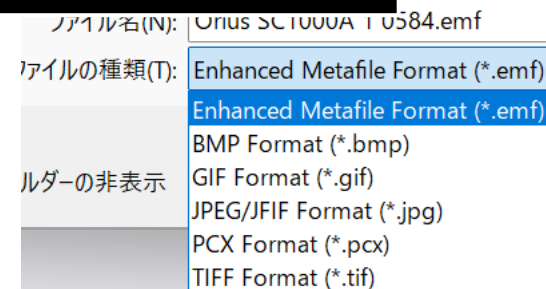 ファイル名(N): Orius SC1000A 1 0584.emf
ファイルの種類(T): Enhanced Metafile Format (*.emf)
Enhanced Metafile Format (*.emf)
BMP Format (*.bmp)
GIF Format (*.gif)
ルダーの非表示
JPEG/JFIF Format (*.jpg)
PCX Format (*.pcx)
TIFF Format (*.tif)